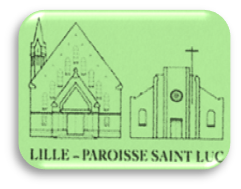 LILLE – PAROISSE SAINT LUC